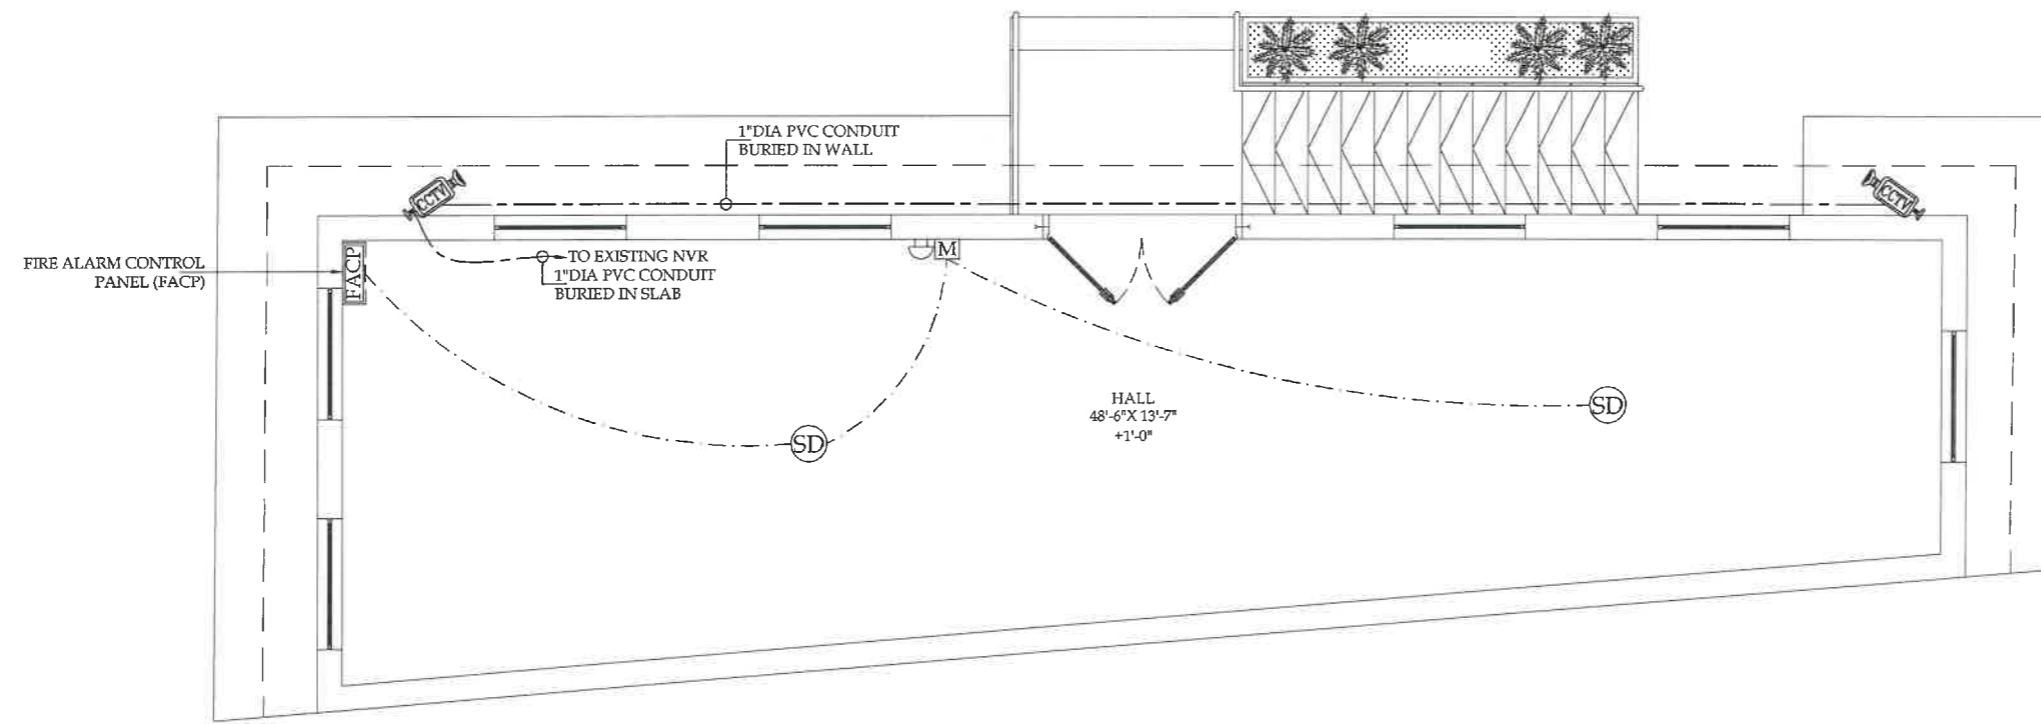 1"DIA PVC CONDUIT
BURIED IN WALL
CCTV
CCTV
FIRE ALARM CONTROL
PANEL (FACP)
FACP
TO EXISTING NVR
1"DIA PVC CONDUIT
BURIED IN SLAB
M
HALL
48'-6"X 13'-7"
+1'-0"
SD
SD